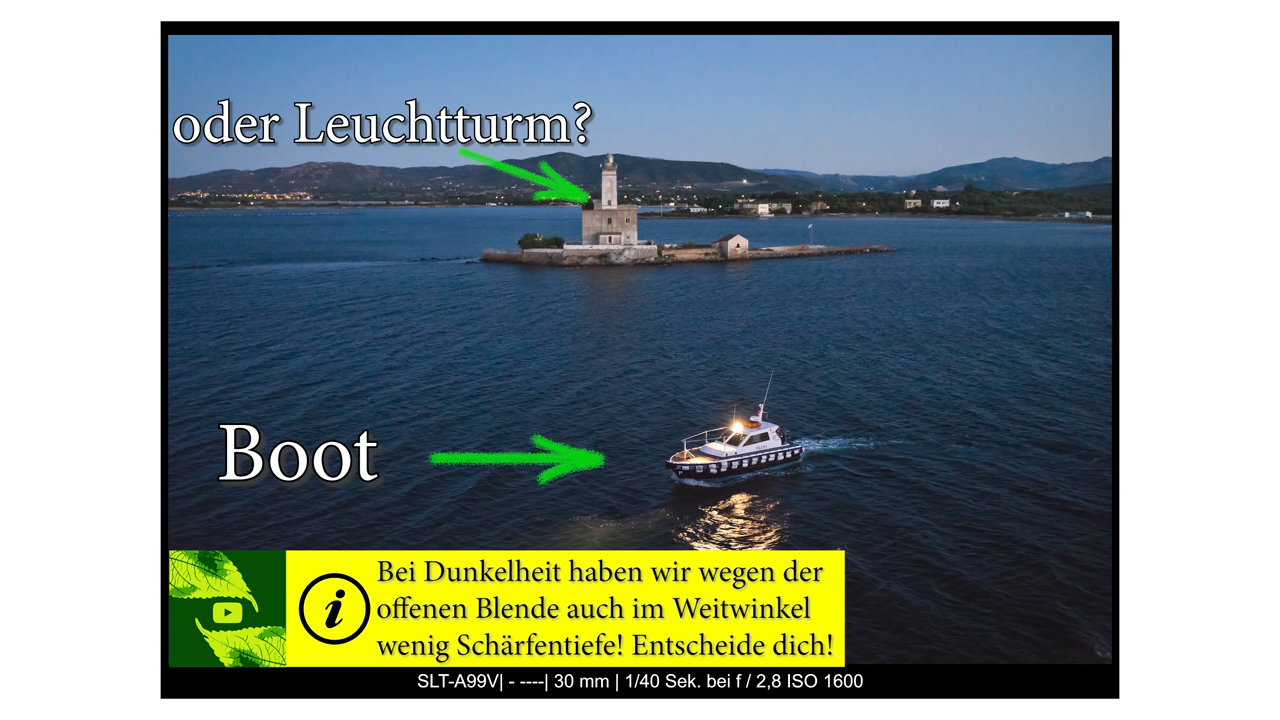 oder Leuchtturm?
Boot
i
Bei Dunkelheit haben wir wegen der
offenen Blende auch im Weitwinkel
wenig Schärfentiefe! Entscheide dich!
SLT-A99V| - ----| 30 mm | 1/40 Sek. bei f / 2,8 ISO 1600